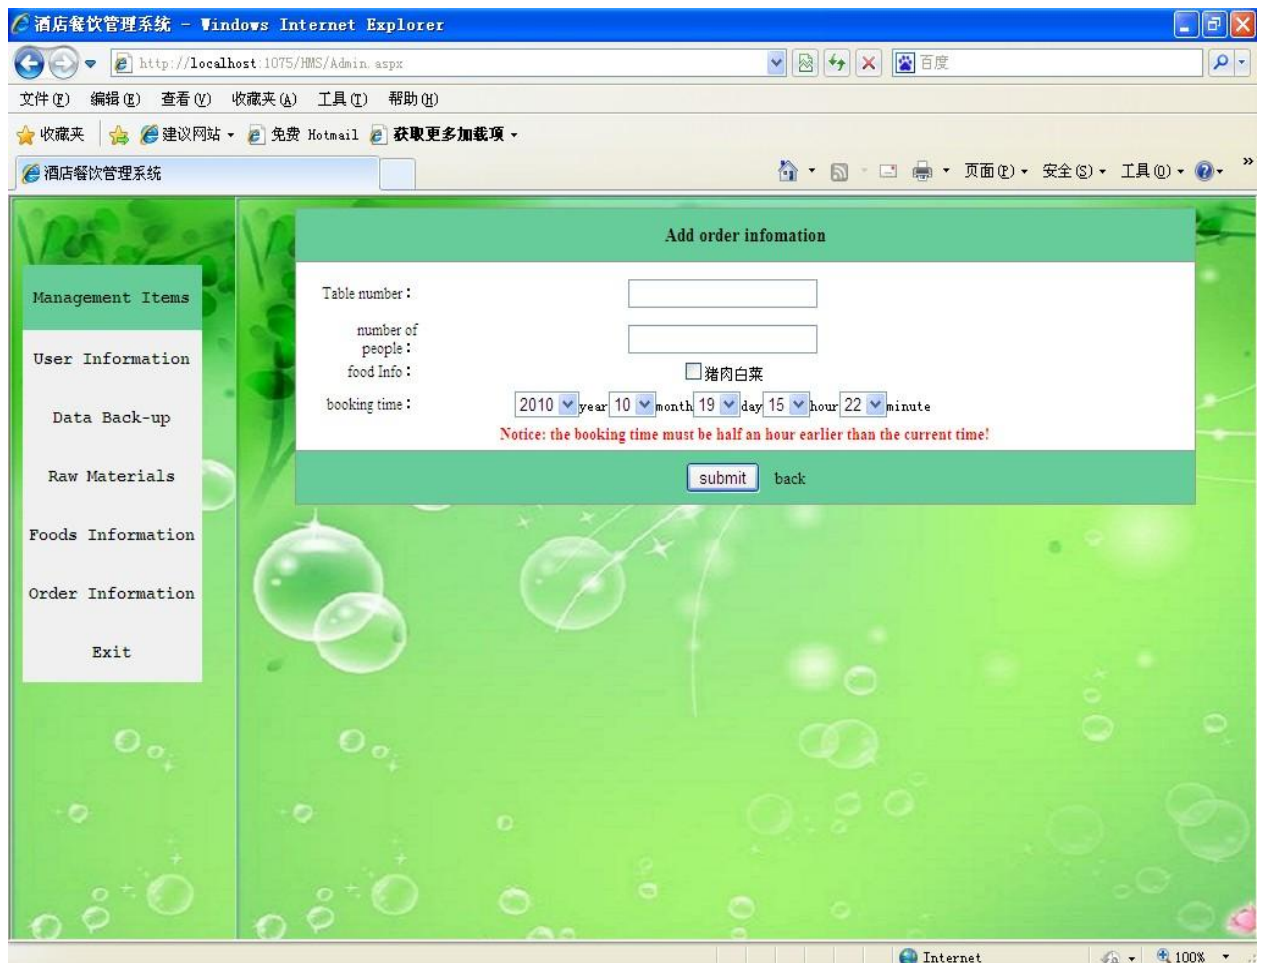 酒店餐饮管理系统 - Windows Internet Explorer
http://localhost:1075/HMS/Admin.aspx
百度
文件(F) 编辑(E) 查看(V) 收藏夹(A) 工具(T) 帮助(H)
收藏夹 建议网站 免费 Hotmail 获取更多加载项
酒店餐饮管理系统
页面(P) 安全(S) 工具(O) »
Management Items
User Information
Data Back-up
Raw Materials
Foods Information
Order Information
Exit
Add order infomation
Table number：
number of
people：
food Info： 猪肉白菜
booking time： 2010 year 10 month 19 day 15 hour 22 minute
Notice: the booking time must be half an hour earlier than the current time!
submit back
Internet 100%